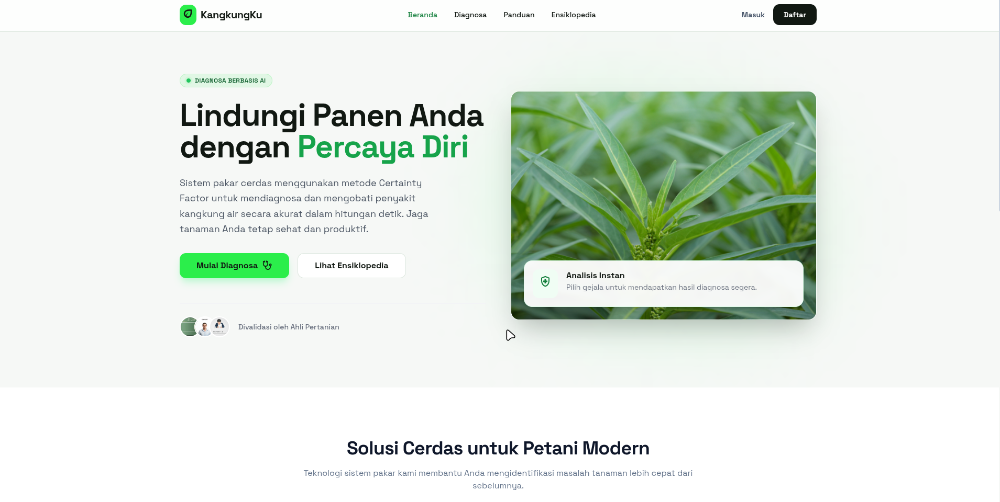 KangkungKu
Beranda
Diagnosa
Panduan
Ensiklopedia
Masuk
Daftar
DIAGNOSA BERBASIS AI
Lindungi Panen Anda
dengan Percaya Diri
Sistem pakar cerdas menggunakan metode Certainty
Factor untuk mendiagnosa dan mengobati penyakit
kangkung air secara akurat dalam hitungan detik. Jaga
tanaman Anda tetap sehat dan produktif.
Mulai Diagnosa
Lihat Ensiklopedia
Divalidasi oleh Ahli Pertanian
Analisis Instan
Pilih gejala untuk mendapatkan hasil diagnosa segera.
Solusi Cerdas untuk Petani Modern
Teknologi sistem pakar kami membantu Anda mengidentifikasi masalah tanaman lebih cepat dari
sebelumnya.